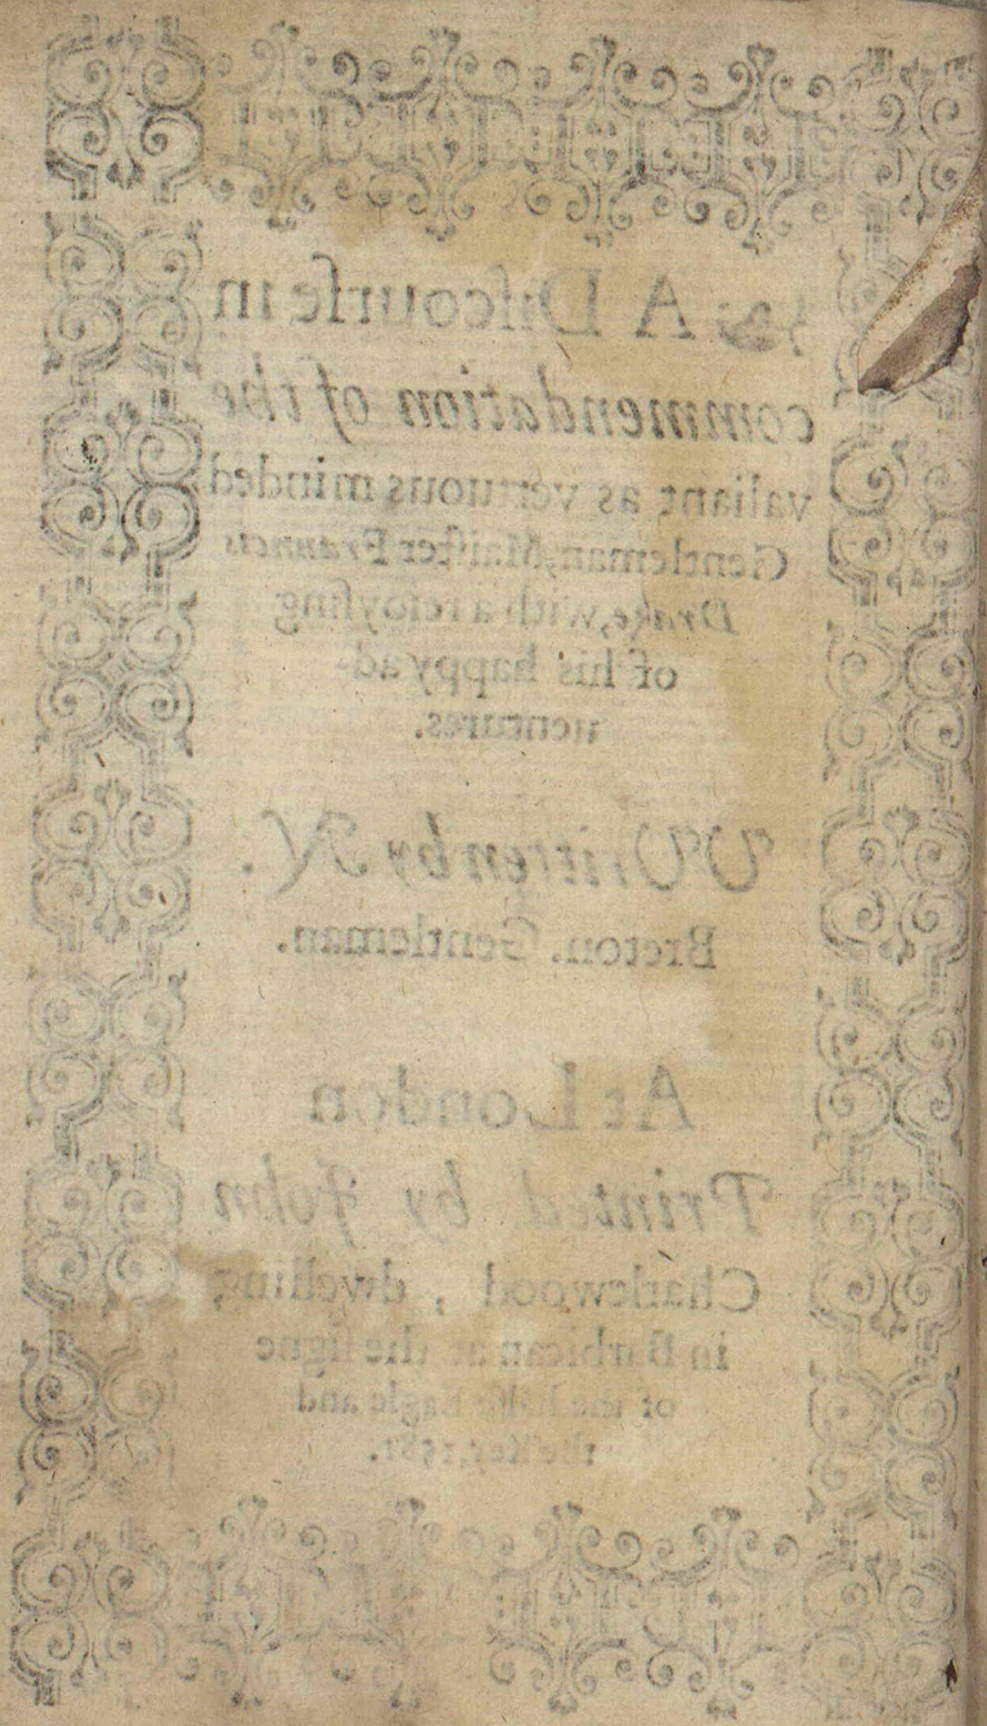 A Diſcourſe in
commendation of the
valiant as vertuous minded
Gentleman, Maiſter Frauncis
Drake, with a reioyſing
of his happy ad-
uentures.
VVritten by N.
Breton. Gentleman.
At London
Printed by John
Charlewood , dwelling
in Barbican at the ſigne
of the halfe Eagle and
the Key, 1581.